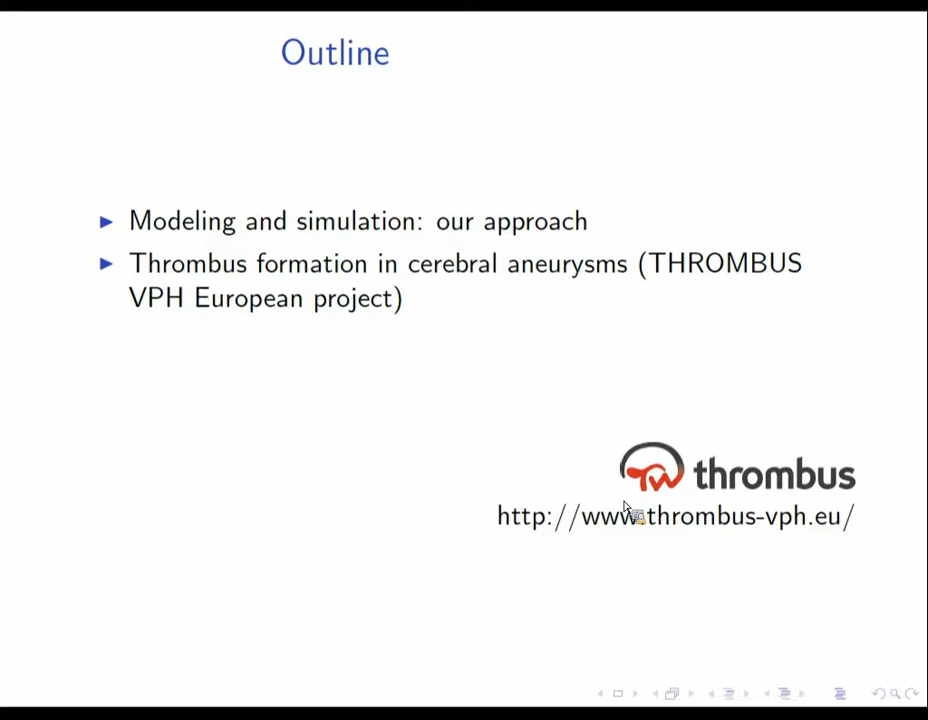 Outline
Modeling and simulation: our approach
Thrombus formation in cerebral aneurysms (THROMBUS
VPH European project)
thrombus
http://www.thrombus-vph.eu/